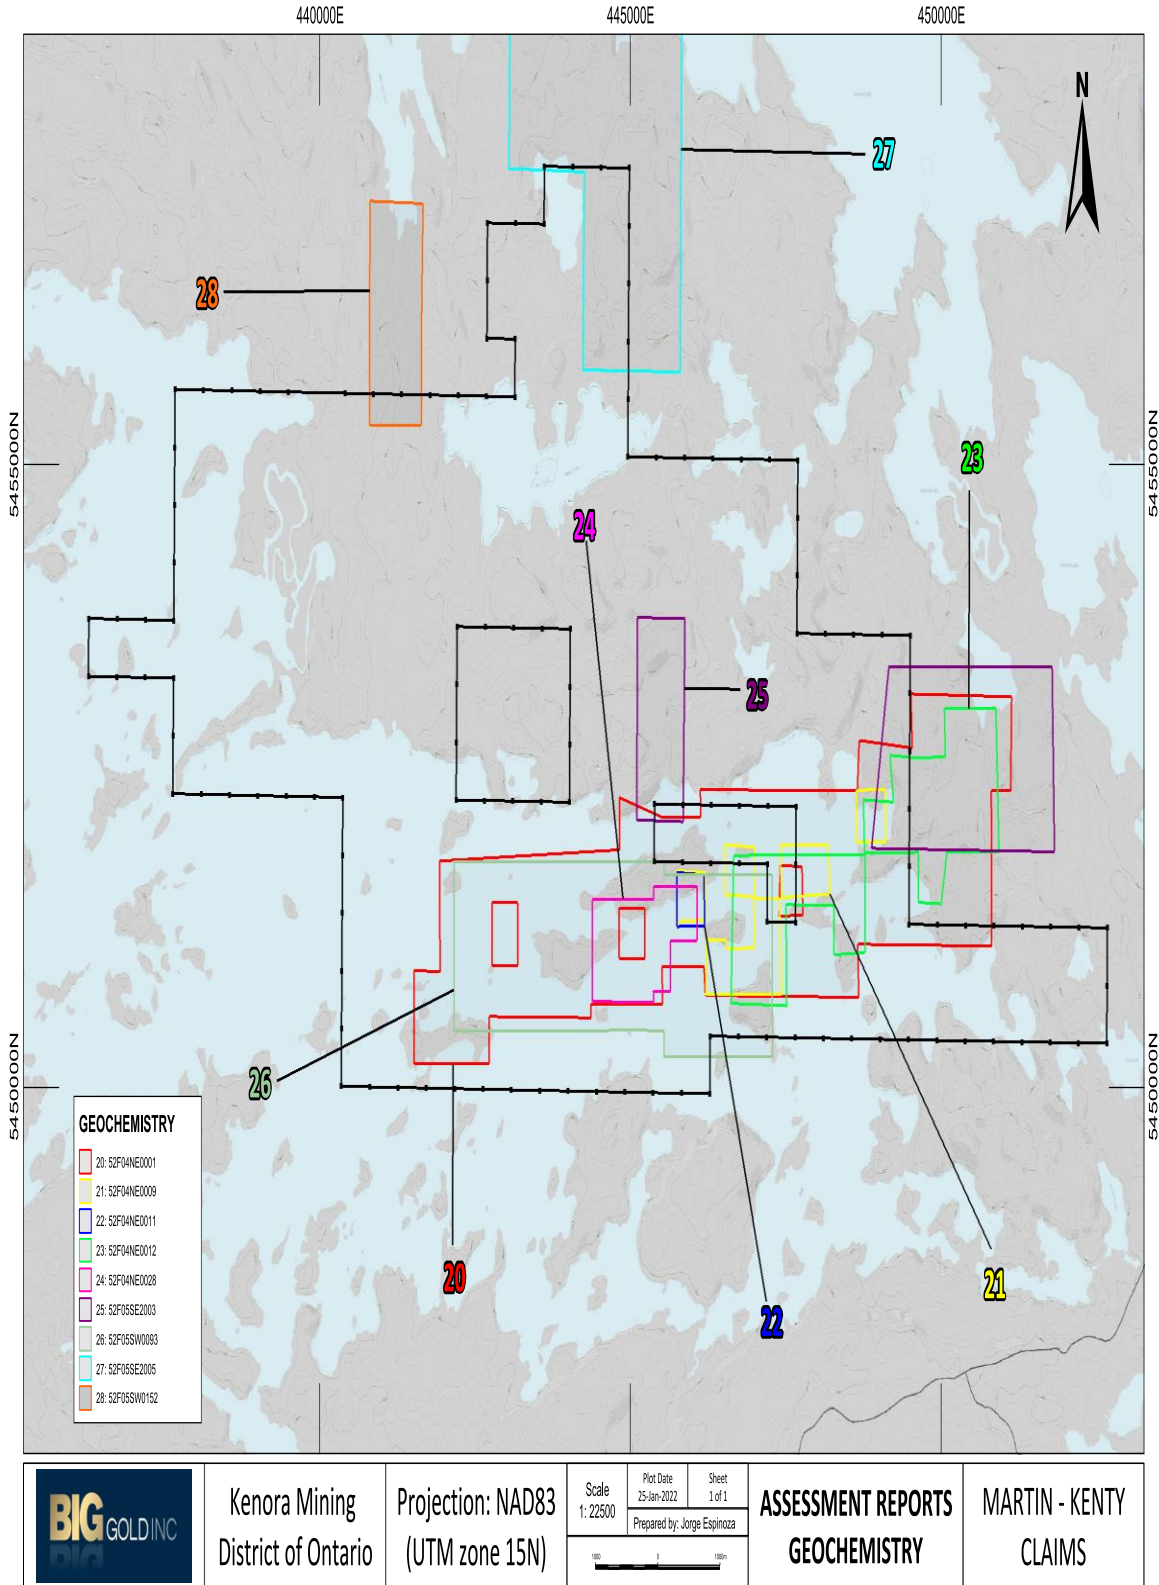 440000E 445000E 450000E
N
27
28
5455000N
5455000N
23
24
25
26
5450000N
5450000N
GEOCHEMISTRY
20: 52F04NE0001
21: 52F04NE0009
22: 52F04NE0011
23: 52F04NE0012
24: 52F04NE0028
25: 52F05SE2003
26: 52F05SW0093
27: 52F05SE2005
28: 52F05SW0152
20
21
22
BIG GOLD INC
Kenora Mining
District of Ontario
Projection: NAD83
(UTM zone 15N)
Scale
1: 22500
Plot Date
25-Jan-2022
Sheet
1 of 1
Prepared by: Jorge Espinoza
1000 0 1000m
ASSESSMENT REPORTS
GEOCHEMISTRY
MARTIN - KENTY
CLAIMS